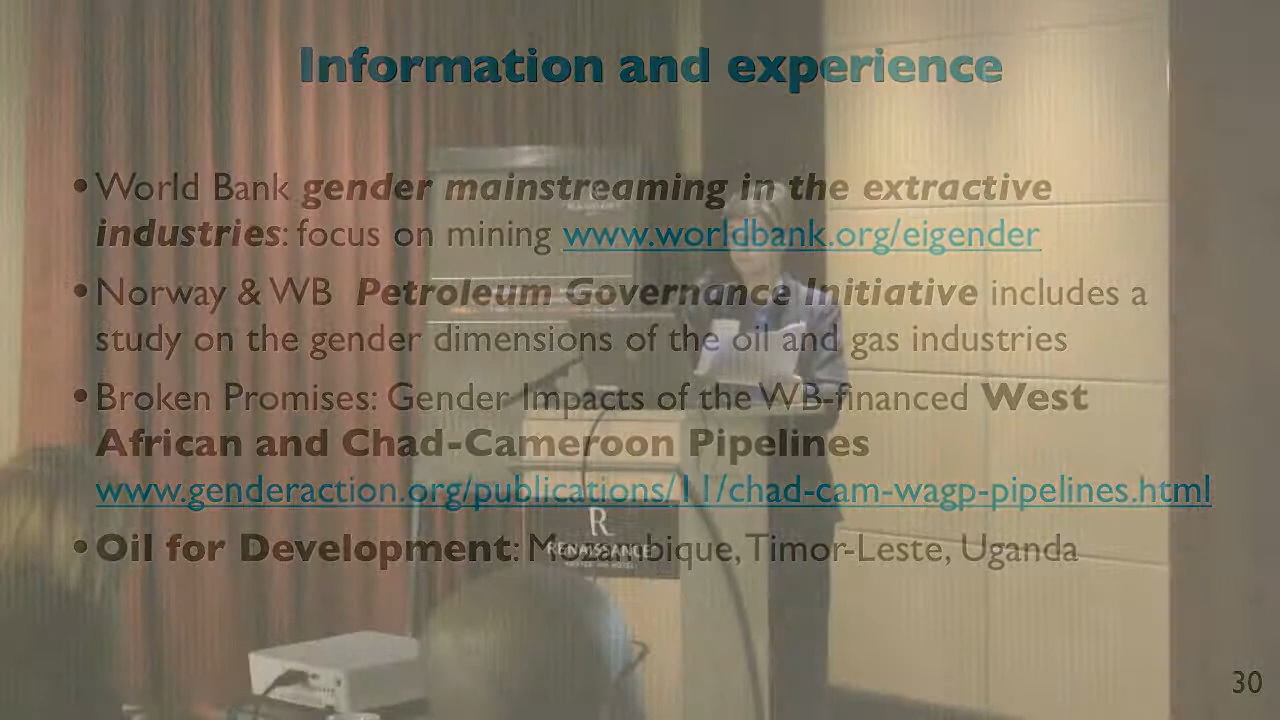 Information and experience
• World Bank gender mainstreaming in the extractive
industries: focus on mining www.worldbank.org/eigender
• Norway & WB Petroleum Governance Initiative includes a
study on the gender dimensions of the oil and gas industries
• Broken Promises: Gender Impacts of the WB-financed West
African and Chad-Cameroon Pipelines
www.genderaction.org/publications/11/chad-cam-wagp-pipelines.html
• Oil for Development: Mozambique, Timor-Leste, Uganda
R
RENAISSANCE
30